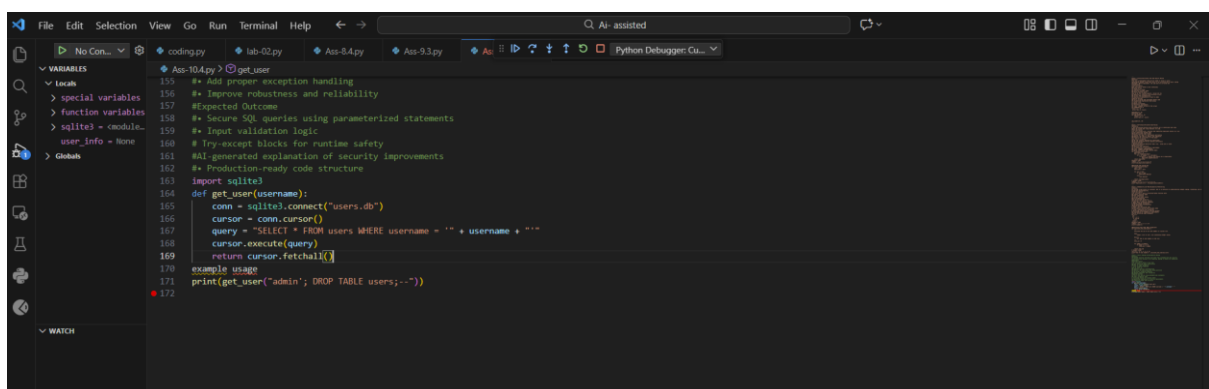 File Edit Selection View Go Run Terminal Help
Ai- assisted
No Con...
coding.py
lab-02.py
Ass-8.4.py
Ass-9.3.py
As
Python Debugger: Cu...
VARIABLES
Locals
special variables
function variables
sqlite3 = <module...
user_info = None
Globals
WATCH
Ass-10.4.py > get_user
155 #• Add proper exception handling
156 #• Improve robustness and reliability
157 #Expected Outcome
158 #• Secure SQL queries using parameterized statements
159 #• Input validation logic
160 # Try-except blocks for runtime safety
161 #AI-generated explanation of security improvements
162 #• Production-ready code structure
163 import sqlite3
164 def get_user(username):
165 conn = sqlite3.connect("users.db")
166 cursor = conn.cursor()
167 query = "SELECT * FROM users WHERE username = '" + username + "'"
168 cursor.execute(query)
169 return cursor.fetchall()
170 example usage
171 print(get_user("admin'; DROP TABLE users;--"))
172